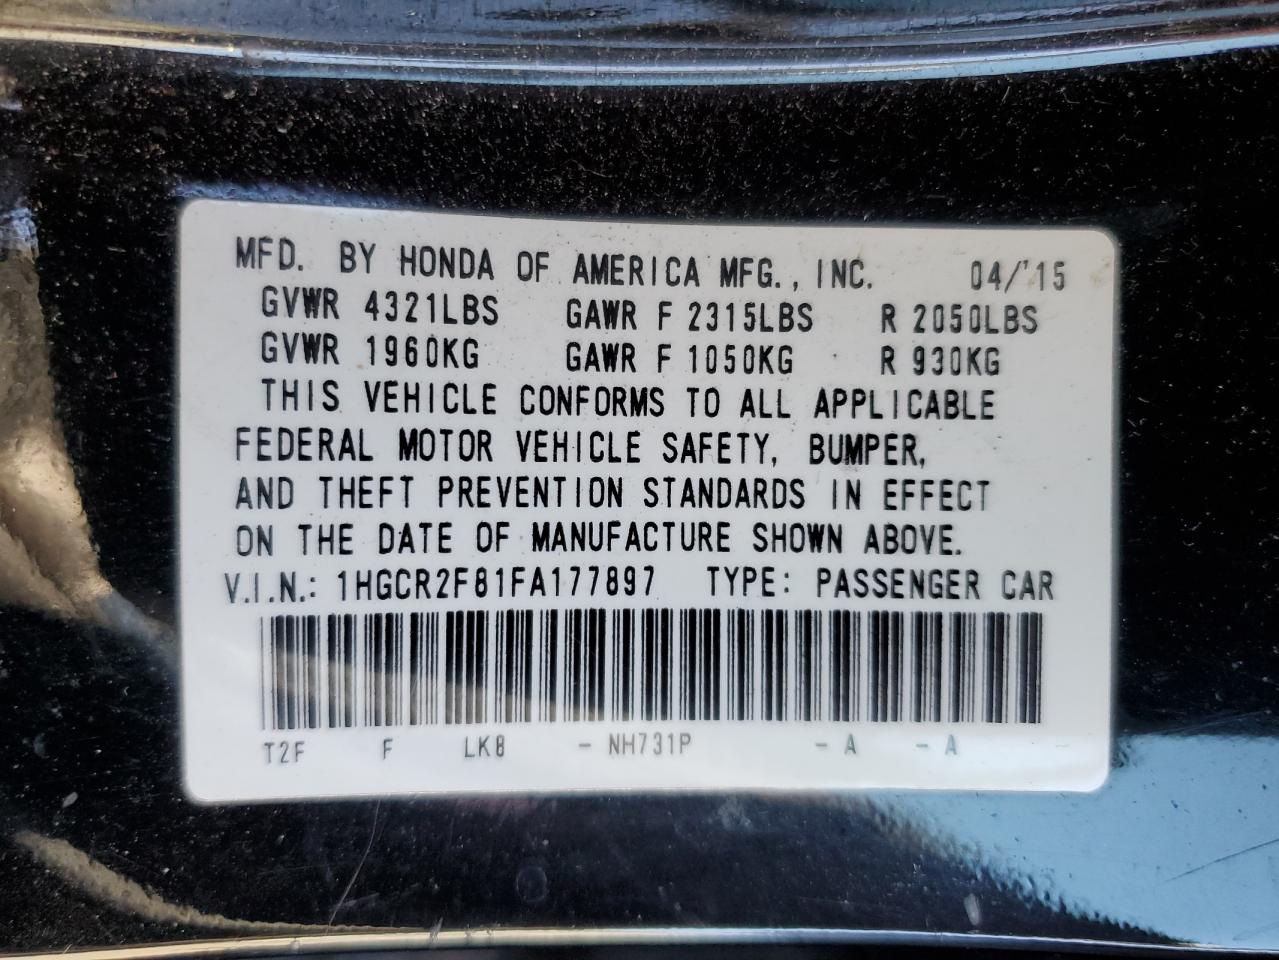 MFD. BY HONDA OF AMERICA MFG., INC. 04/'15
GVWR 4321LBS GAWR F 2315LBS R 2050LBS
GVWR 1960KG GAWR F 1050KG R 930KG
THIS VEHICLE CONFORMS TO ALL APPLICABLE
FEDERAL MOTOR VEHICLE SAFETY, BUMPER,
AND THEFT PREVENTION STANDARDS IN EFFECT
ON THE DATE OF MANUFACTURE SHOWN ABOVE.
V.I.N.: 1HGCR2F81FA177897 TYPE: PASSENGER CAR
T2F F LK8 - NH731P - A - A -